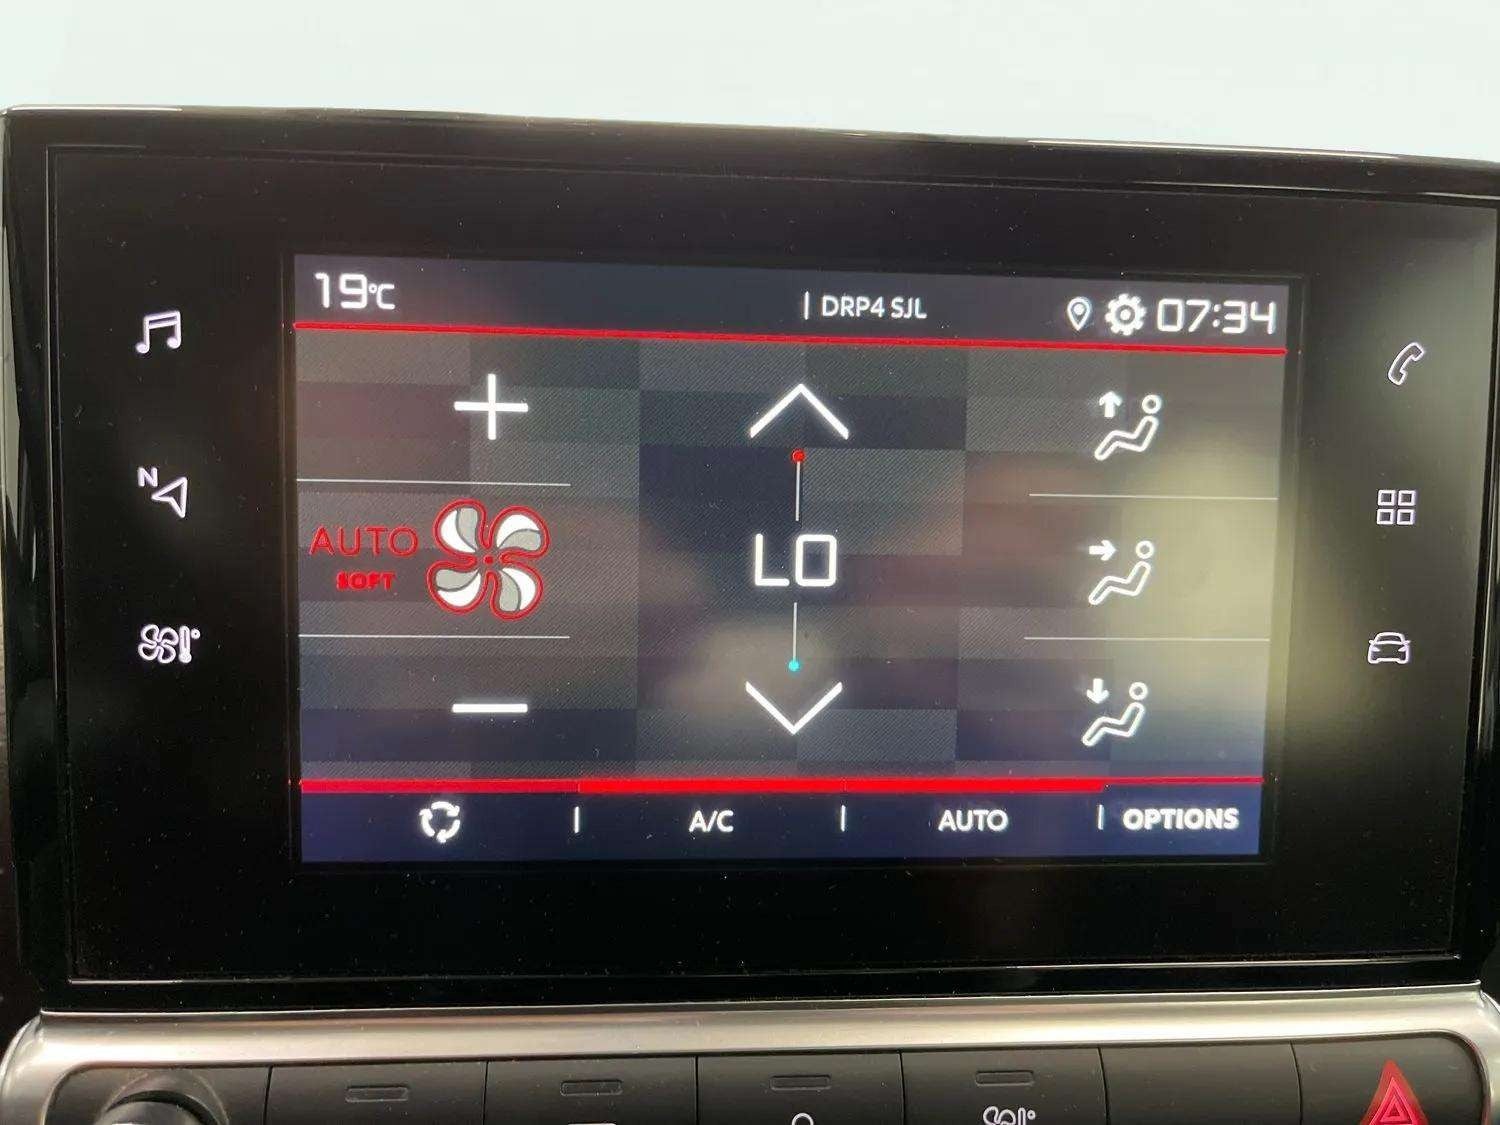 19°C
DRP4 SJL
07:34
N
AUTO
SOFT
LO
A/C
AUTO
OPTIONS